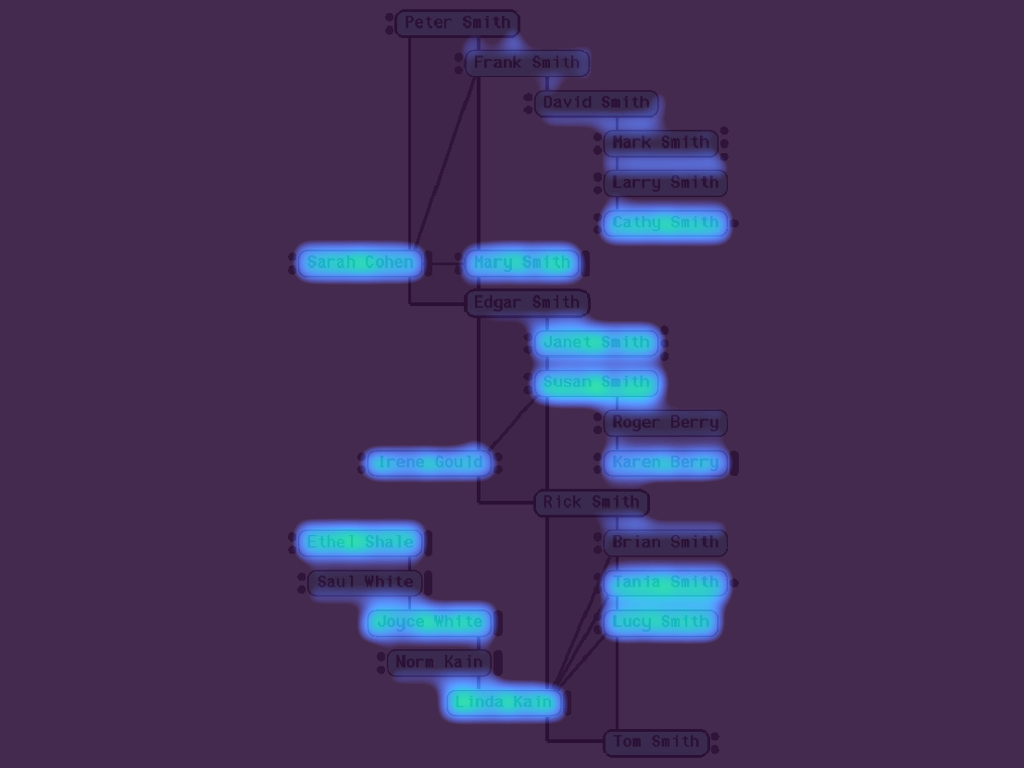 Peter Smith
Frank Smith
David Smith
Mark Smith
Larry Smith
Cathy Smith
Sarah Cohen
Mary Smith
Edgar Smith
Janet Smith
Susan Smith
Roger Berry
Irene Gould
Karen Berry
Rick Smith
Ethel Shale
Brian Smith
Saul White
Tania Smith
Joyce White
Lucy Smith
Norm Kain
Linda Kain
Tom Smith